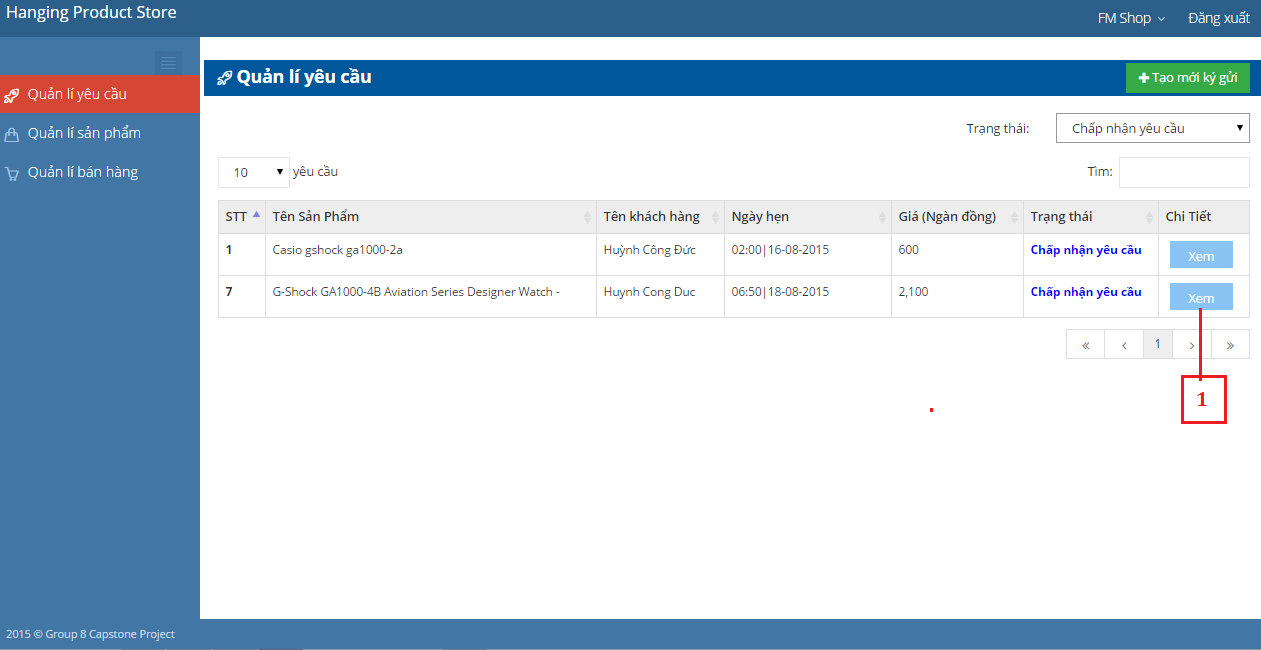 Hanging Product Store
FM Shop Đăng xuất
Quản lí yêu cầu
Quản lí sản phẩm
Quản lí bán hàng
Quản lí yêu cầu
Tạo mới ký gửi
Trạng thái: Chấp nhận yêu cầu
10 yêu cầu Tìm:
STT Tên Sản Phẩm Tên khách hàng Ngày hẹn Giá (Ngàn đồng) Trạng thái Chi Tiết
1 Casio gshock ga1000-2a Huỳnh Công Đức 02:00|16-08-2015 600 Chấp nhận yêu cầu Xem
7 G-Shock GA1000-4B Aviation Series Designer Watch - Huynh Cong Duc 06:50|18-08-2015 2,100 Chấp nhận yêu cầu Xem
« ‹ 1 › »
1
2015 © Group 8 Capstone Project